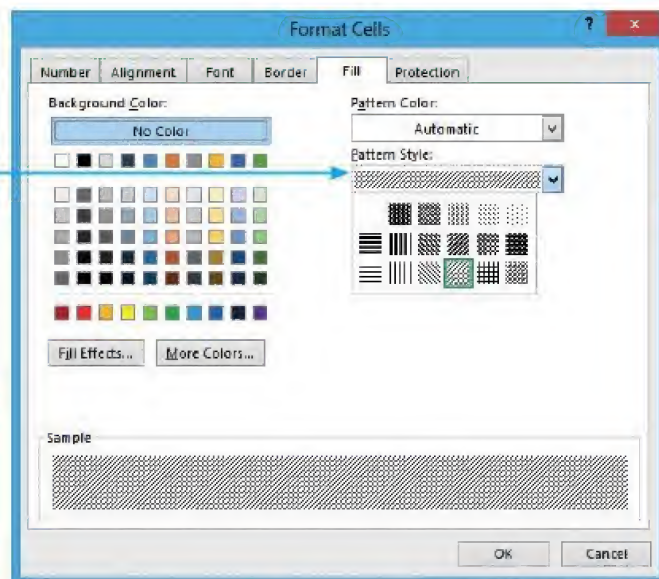 Format Cells
?
x
Number Alignment Font Border Fill Protection
Background Color:
No Color
Pattern Color:
Automatic
Pattern Style:
Fill Effects...
More Colors...
Sample
OK
Cancel